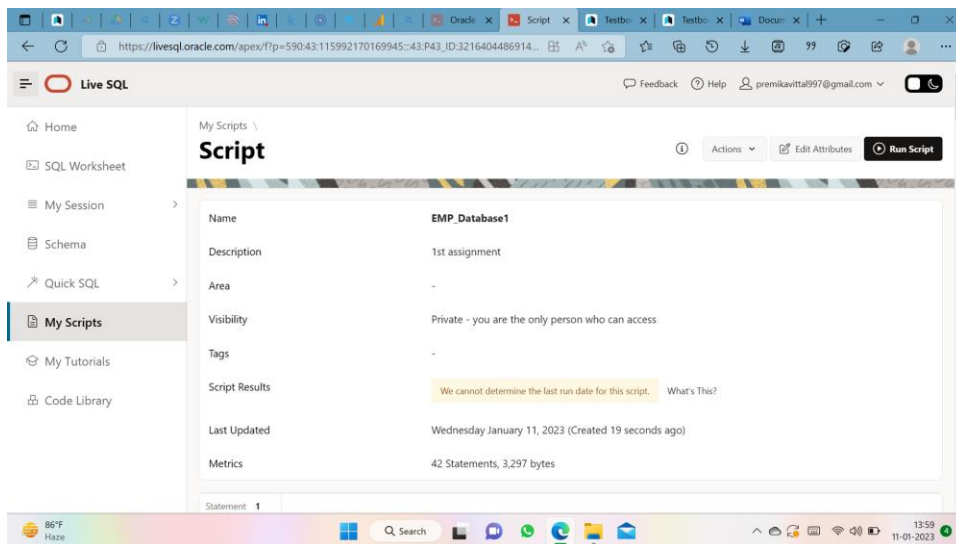 Oracle
Script
Testbo
Testbo
Docum
https://livesql.oracle.com/apex/f?p=590:43:115992170169945::43:P43_ID:3216404486914...
Live SQL
Feedback Help premikavittal997@gmail.com
Home
SQL Worksheet
My Session
Schema
Quick SQL
My Scripts
My Tutorials
Code Library
My Scripts \
Script
Actions Edit Attributes Run Script
Name EMP_Database1
Description 1st assignment
Area -
Visibility Private - you are the only person who can access
Tags -
Script Results We cannot determine the last run date for this script. What's This?
Last Updated Wednesday January 11, 2023 (Created 19 seconds ago)
Metrics 42 Statements, 3,297 bytes
Statement 1
86°F
Haze
Search
13:59
11-01-2023
4